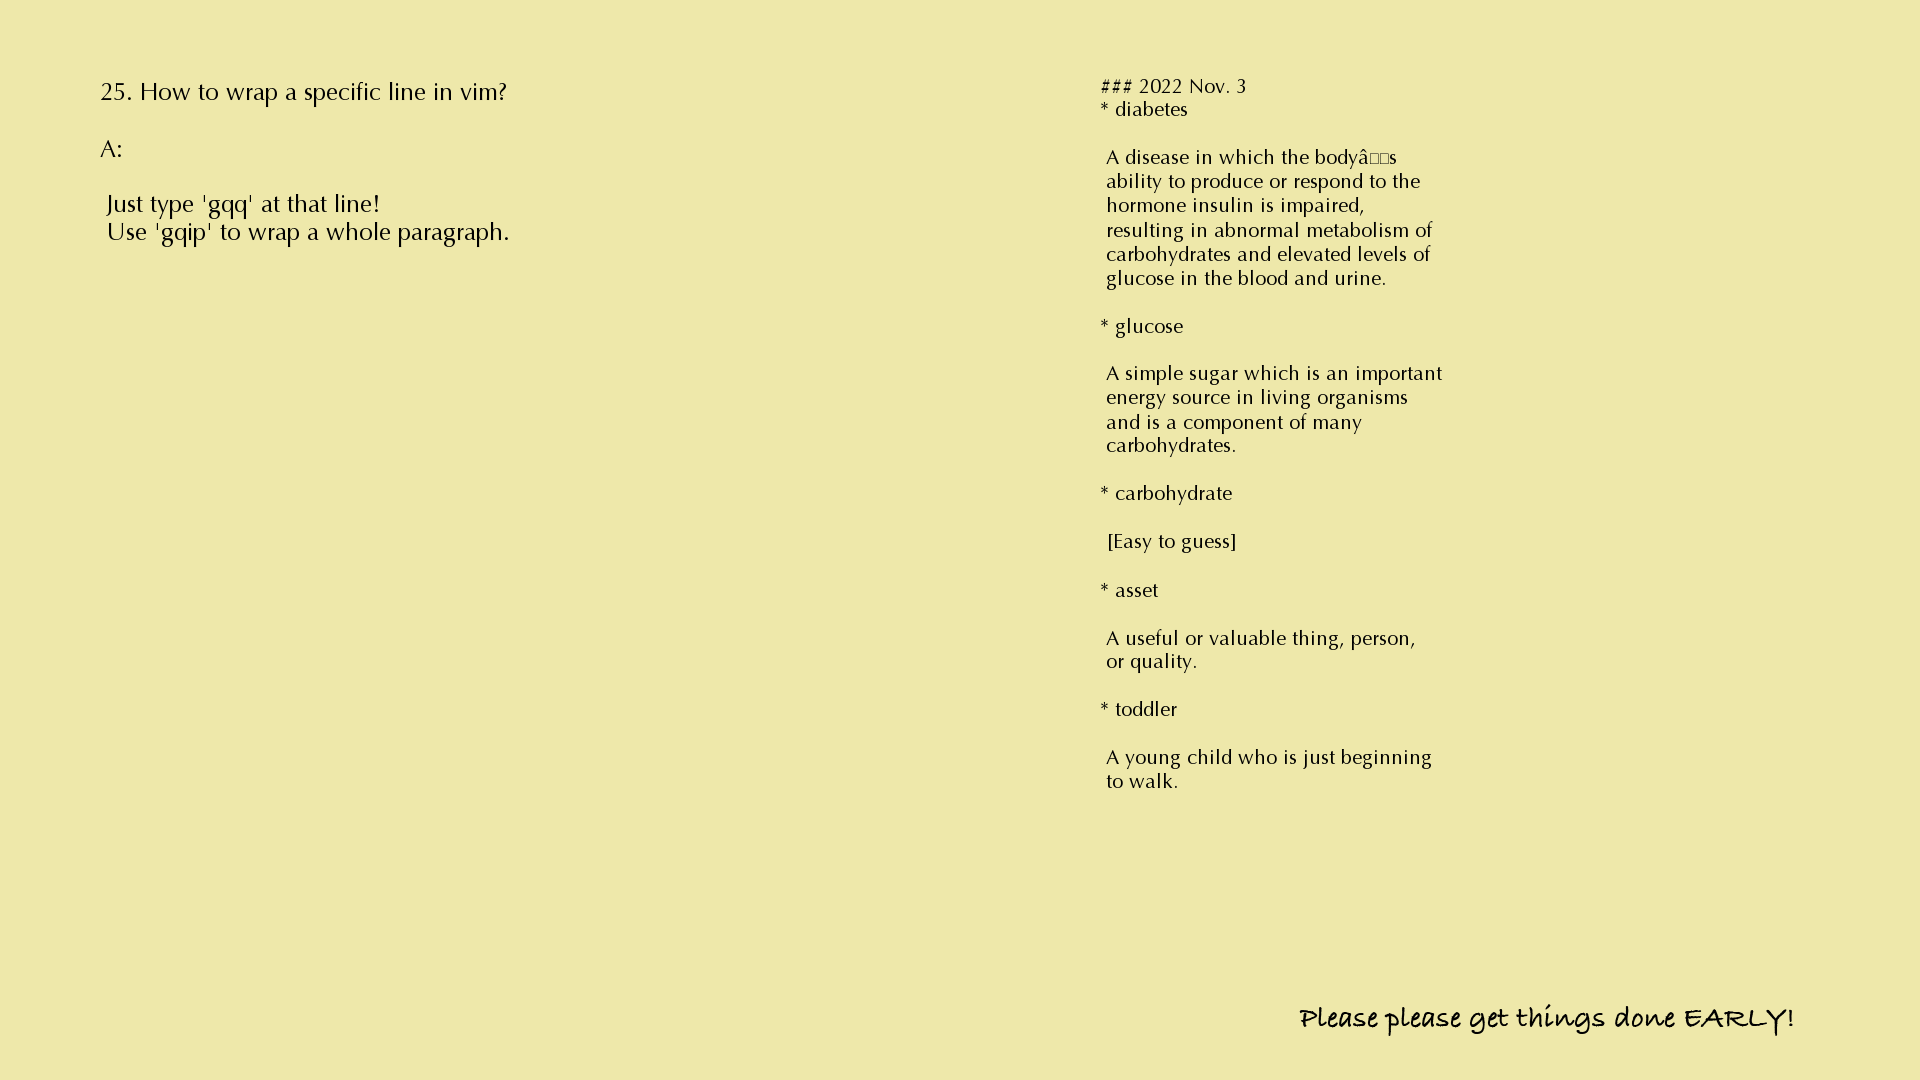 25. How to wrap a specific line in vim?
A:
Just type 'gqq' at that line!
Use 'gqip' to wrap a whole paragraph.
### 2022 Nov. 3
* diabetes
A disease in which the bodyâ□□s
ability to produce or respond to the
hormone insulin is impaired,
resulting in abnormal metabolism of
carbohydrates and elevated levels of
glucose in the blood and urine.
* glucose
A simple sugar which is an important
energy source in living organisms
and is a component of many
carbohydrates.
* carbohydrate
[Easy to guess]
* asset
A useful or valuable thing, person,
or quality.
* toddler
A young child who is just beginning
to walk.
Please please get things done EARLY!